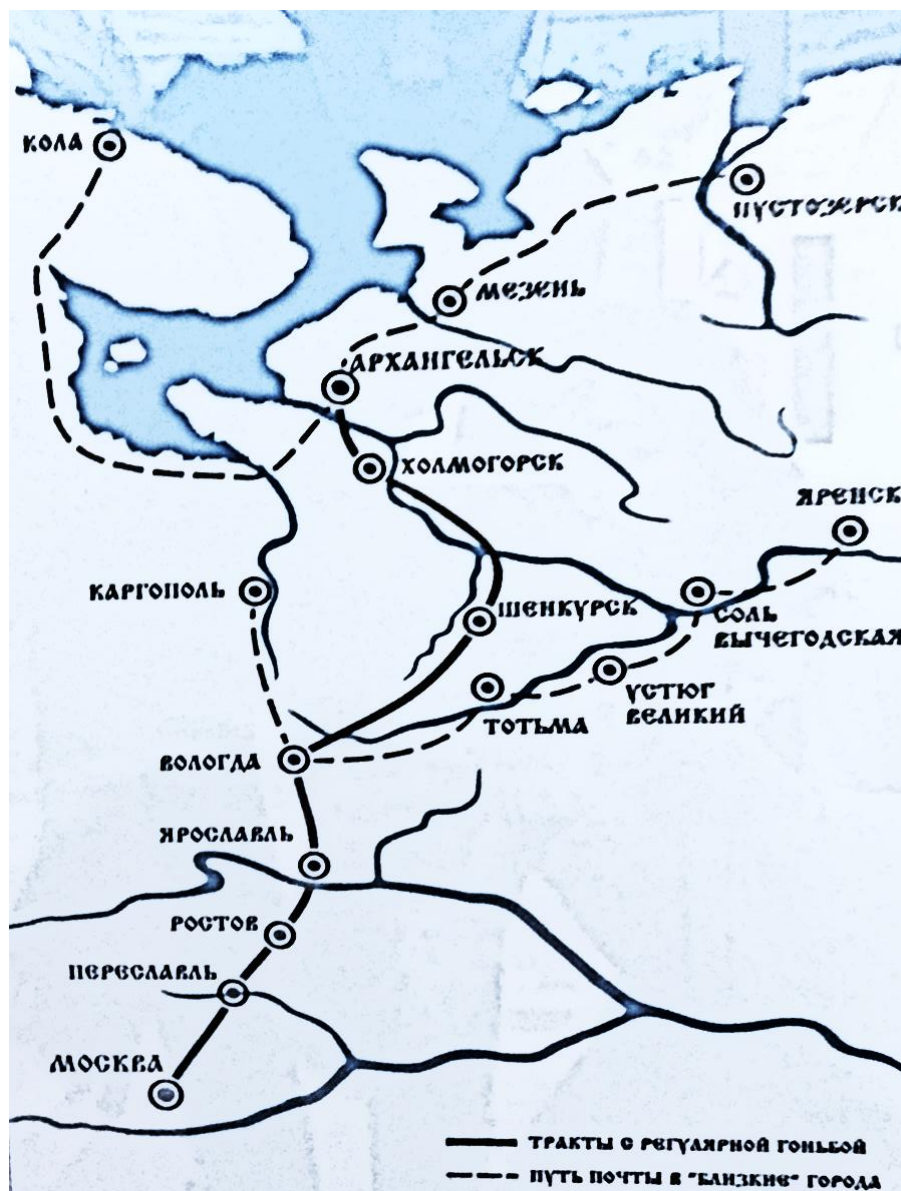 КОЛА
ПУСТОЗЕРСК
МЕЗЕНЬ
АРХАНГЕЛЬСК
ХОЛМОГОРСК
ЯРЕНСК
КАРГОПОЛЬ
ШЕНКУРСК
СОЛЬ
ВЫЧЕГОДСКАЯ
УСТЮГ
ВЕЛИКИЙ
ТОТЬМА
ВОЛОГДА
ЯРОСЛАВЛЬ
РОСТОВ
ПЕРЕСЛАВЛЬ
МОСКВА
ТРАКТЫ С РЕГУЛЯРНОЙ ГОНЬБОЙ
ПУТЬ ПОЧТЫ В "БЛИЗКИЕ" ГОРОДА